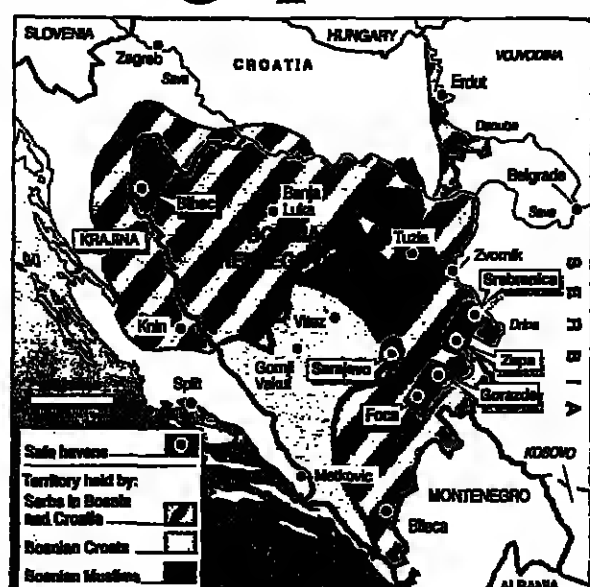 SLOVENIA
HUNGARY
VOJVODINA
Zagreb
Sava
CROATIA
Erdut
Danube
Belgrade
Sava
Bihac
Banja
Luka
KRAJINA
Tuzla
Zvornik
Srebrenica
SERBIA
Drina
Knin
Vitez
Zepa
Gornji
Vakuf
Sarajevo
Split
Gorazde
Foca
KOSOVO
Metkovic
MONTENEGRO
Bileca
ALBANIA
Safe havens
Territory held by:
Serbs in Bosnia
and Croatia
Bosnian Croats
Bosnian Muslims